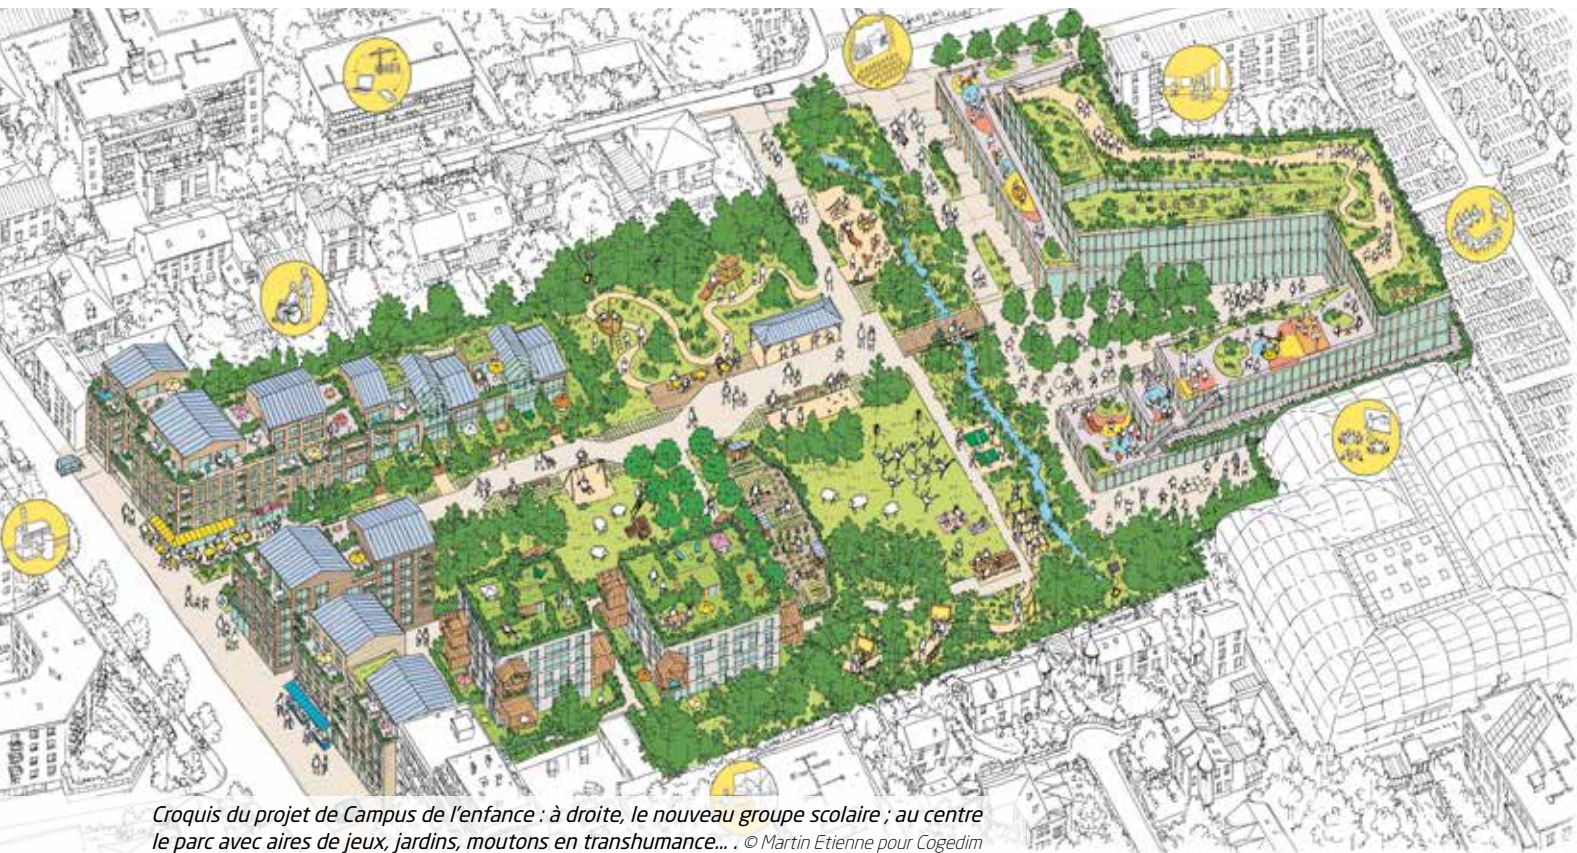 Croquis du projet de Campus de l'enfance : à droite, le nouveau groupe scolaire ; au centre
le parc avec aires de jeux, jardins, moutons en transhumance... . © Martin Etienne pour Cogedim